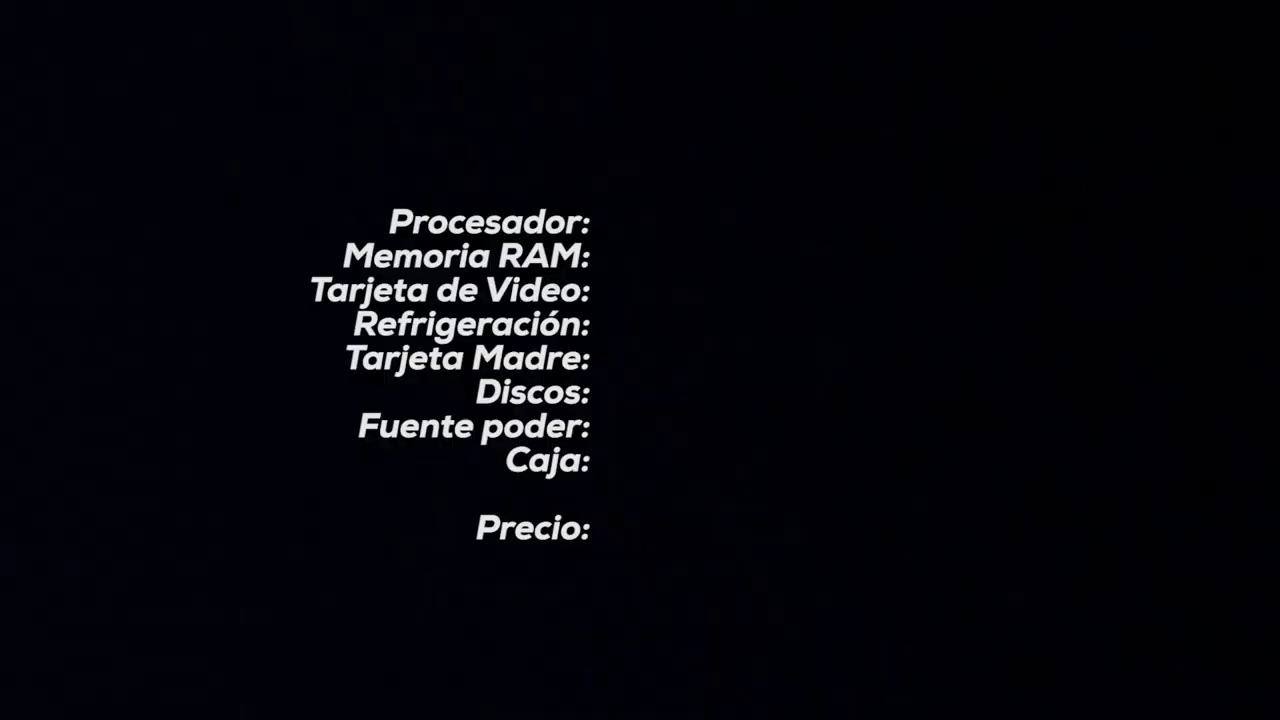 Procesador:
Memoria RAM:
Tarjeta de Video:
Refrigeración:
Tarjeta Madre:
Discos:
Fuente poder:
Caja:
Precio: